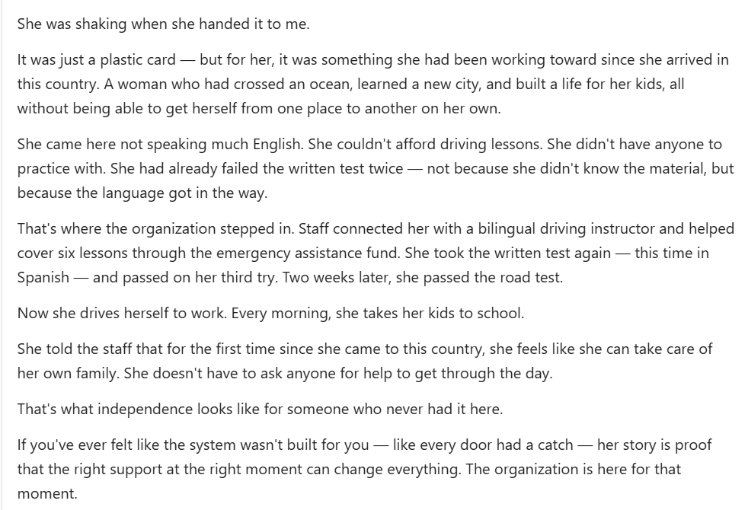 She was shaking when she handed it to me.
It was just a plastic card — but for her, it was something she had been working toward since she arrived in
this country. A woman who had crossed an ocean, learned a new city, and built a life for her kids, all
without being able to get herself from one place to another on her own.
She came here not speaking much English. She couldn't afford driving lessons. She didn't have anyone to
practice with. She had already failed the written test twice — not because she didn't know the material, but
because the language got in the way.
That's where the organization stepped in. Staff connected her with a bilingual driving instructor and helped
cover six lessons through the emergency assistance fund. She took the written test again — this time in
Spanish — and passed on her third try. Two weeks later, she passed the road test.
Now she drives herself to work. Every morning, she takes her kids to school.
She told the staff that for the first time since she came to this country, she feels like she can take care of
her own family. She doesn't have to ask anyone for help to get through the day.
That's what independence looks like for someone who never had it here.
If you've ever felt like the system wasn't built for you — like every door had a catch — her story is proof
that the right support at the right moment can change everything. The organization is here for that
moment.